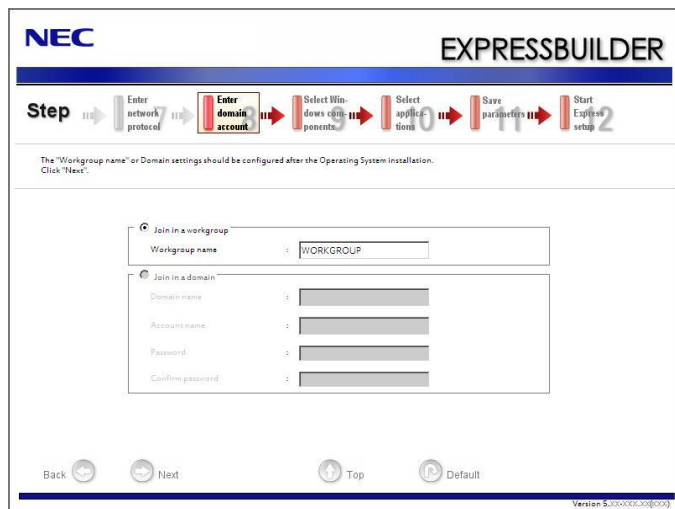 NEC
EXPRESSBUILDER
Step
Enter
network
protocol
7
Enter
domain
account
8
Select Win-
dows com-
ponents
9
Select
applica-
tions
10
Save
parameters
11
Start
Express
setup
12
The "Workgroup name" or Domain settings should be configured after the Operating System installation.
Click "Next".
Join in a workgroup
Workgroup name : WORKGROUP
Join in a domain
Domain name :
Account name :
Password :
Confirm password :
Back
Next
Top
Default
Version 5.XX-XXX.XX(XXX)